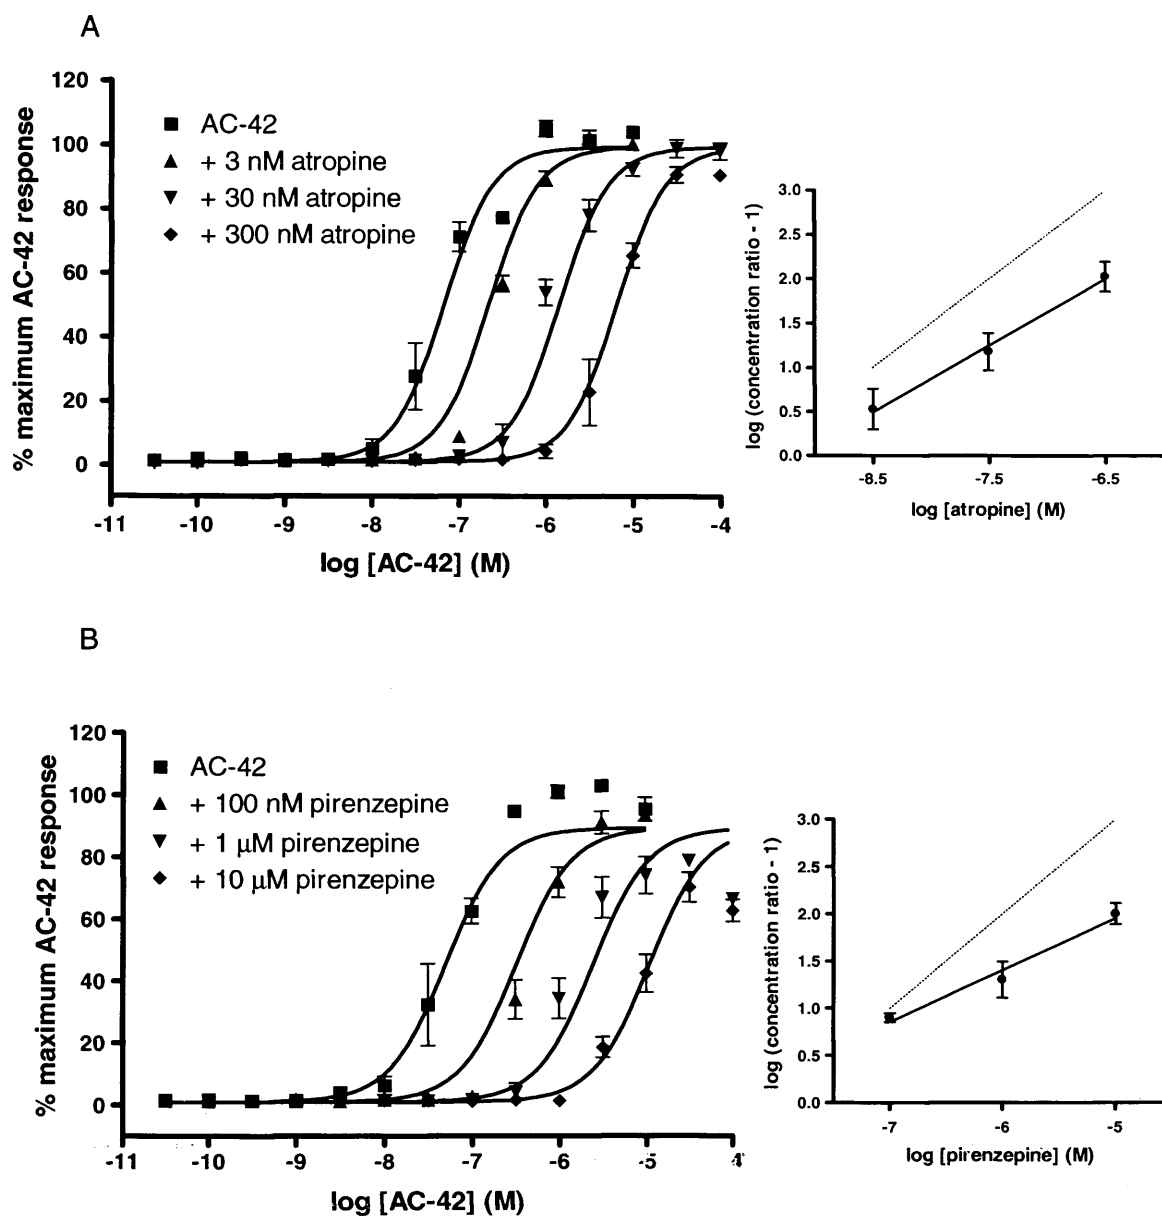 A
120
100
80
60
40
20
0
% maximum AC-42 response
AC-42
+ 3 nM atropine
+ 30 nM atropine
+ 300 nM atropine
-11 -10 -9 -8 -7 -6 -5 -4
log [AC-42] (M)
3.0
2.5
2.0
1.5
1.0
0.5
0.0
log (concentration ratio - 1)
-8.5 -7.5 -6.5
log [atropine] (M)
B
120
100
80
60
40
20
0
% maximum AC-42 response
AC-42
+ 100 nM pirenzepine
+ 1 µM pirenzepine
+ 10 µM pirenzepine
-11 -10 -9 -8 -7 -6 -5
log [AC-42] (M)
3.0
2.5
2.0
1.5
1.0
0.5
0.0
log (concentration ratio - 1)
-7 -6 -5
log [pirenzepine] (M)